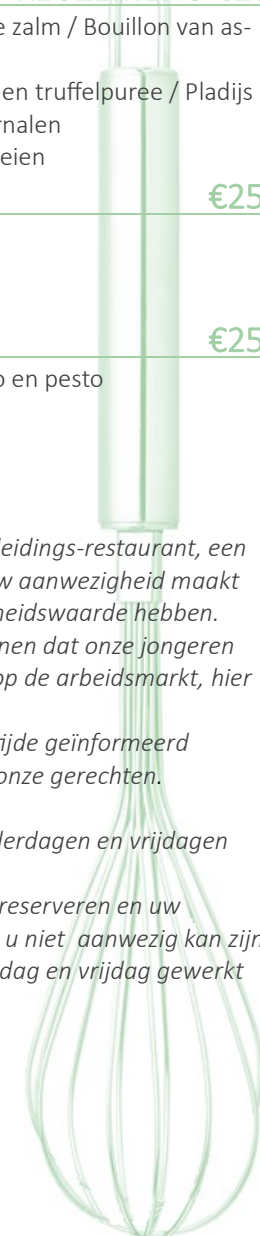 e zalm / Bouillon van as-
en truffelpuree / Pladijs
rnalen
eien
€25
€25
o en pesto
leidings-restaurant, een
w aanwezigheid maakt
heidswaarde hebben.
nen dat onze jongeren
op de arbeidsmarkt, hier
tijde geïnformeerd
onze gerechten.
derdagen en vrijdagen
reserveren en uw
u niet aanwezig kan zijn
dag en vrijdag gewerkt